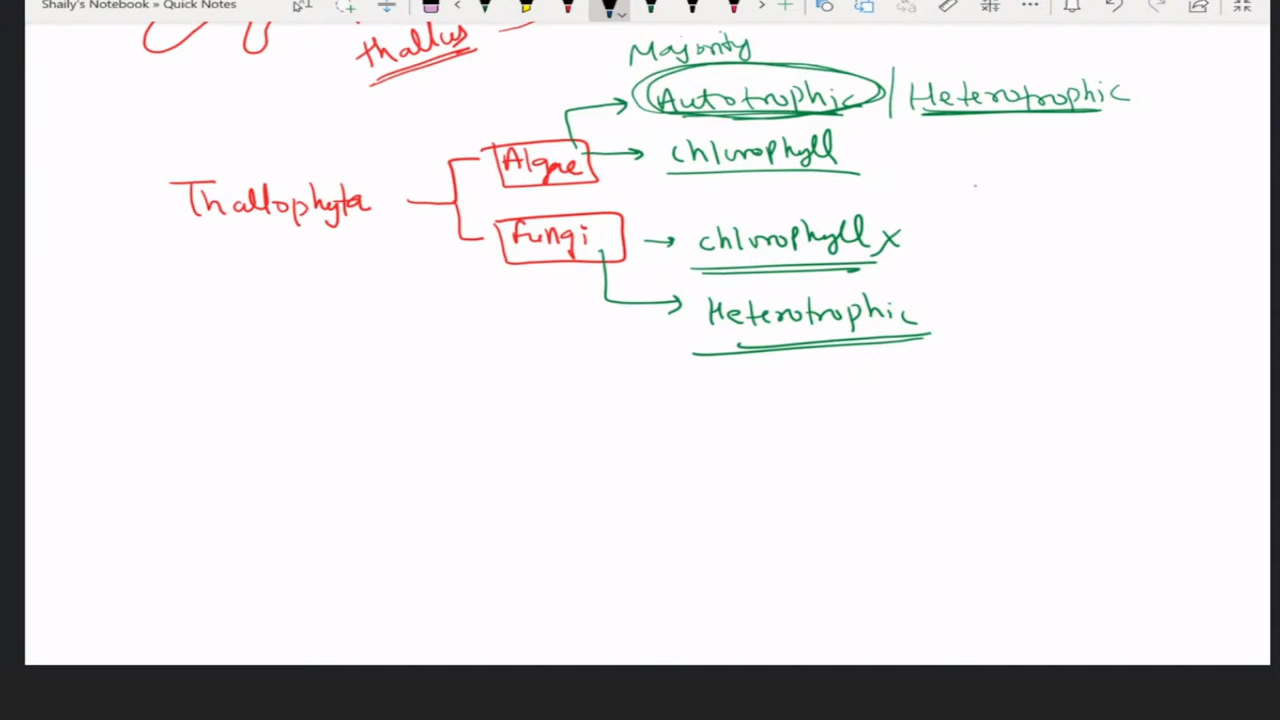 Shaily's Notebook » Quick Notes
thallus
Majority
Autotrophic | Heterotrophic
Algae
chlorophyll
Thallophyta
Fungi
chlorophyll x
Heterotrophic